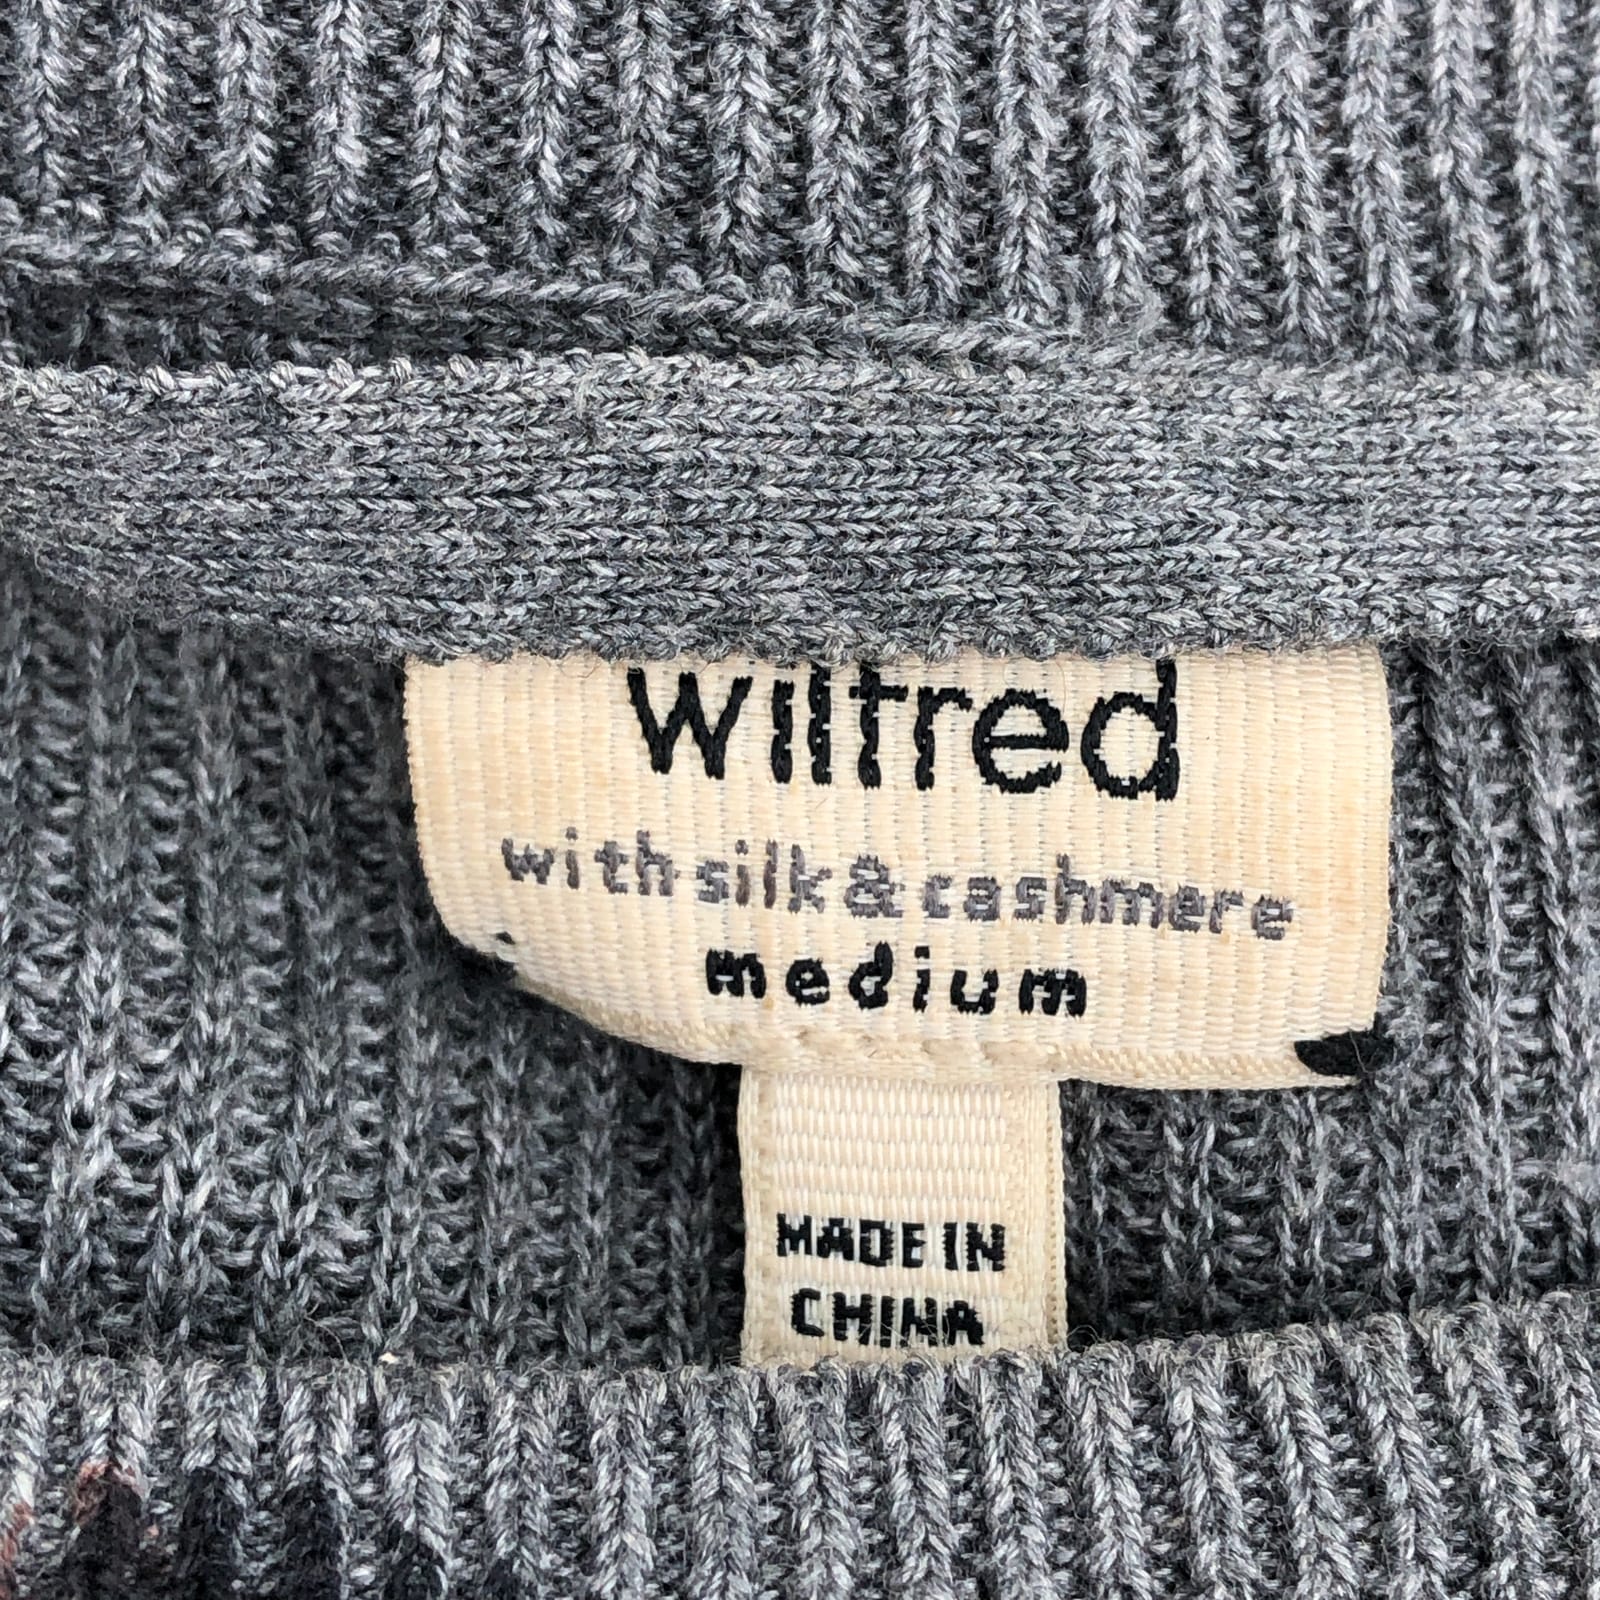 wilfred
with silk & cashmere
medium
MADE IN
CHINA